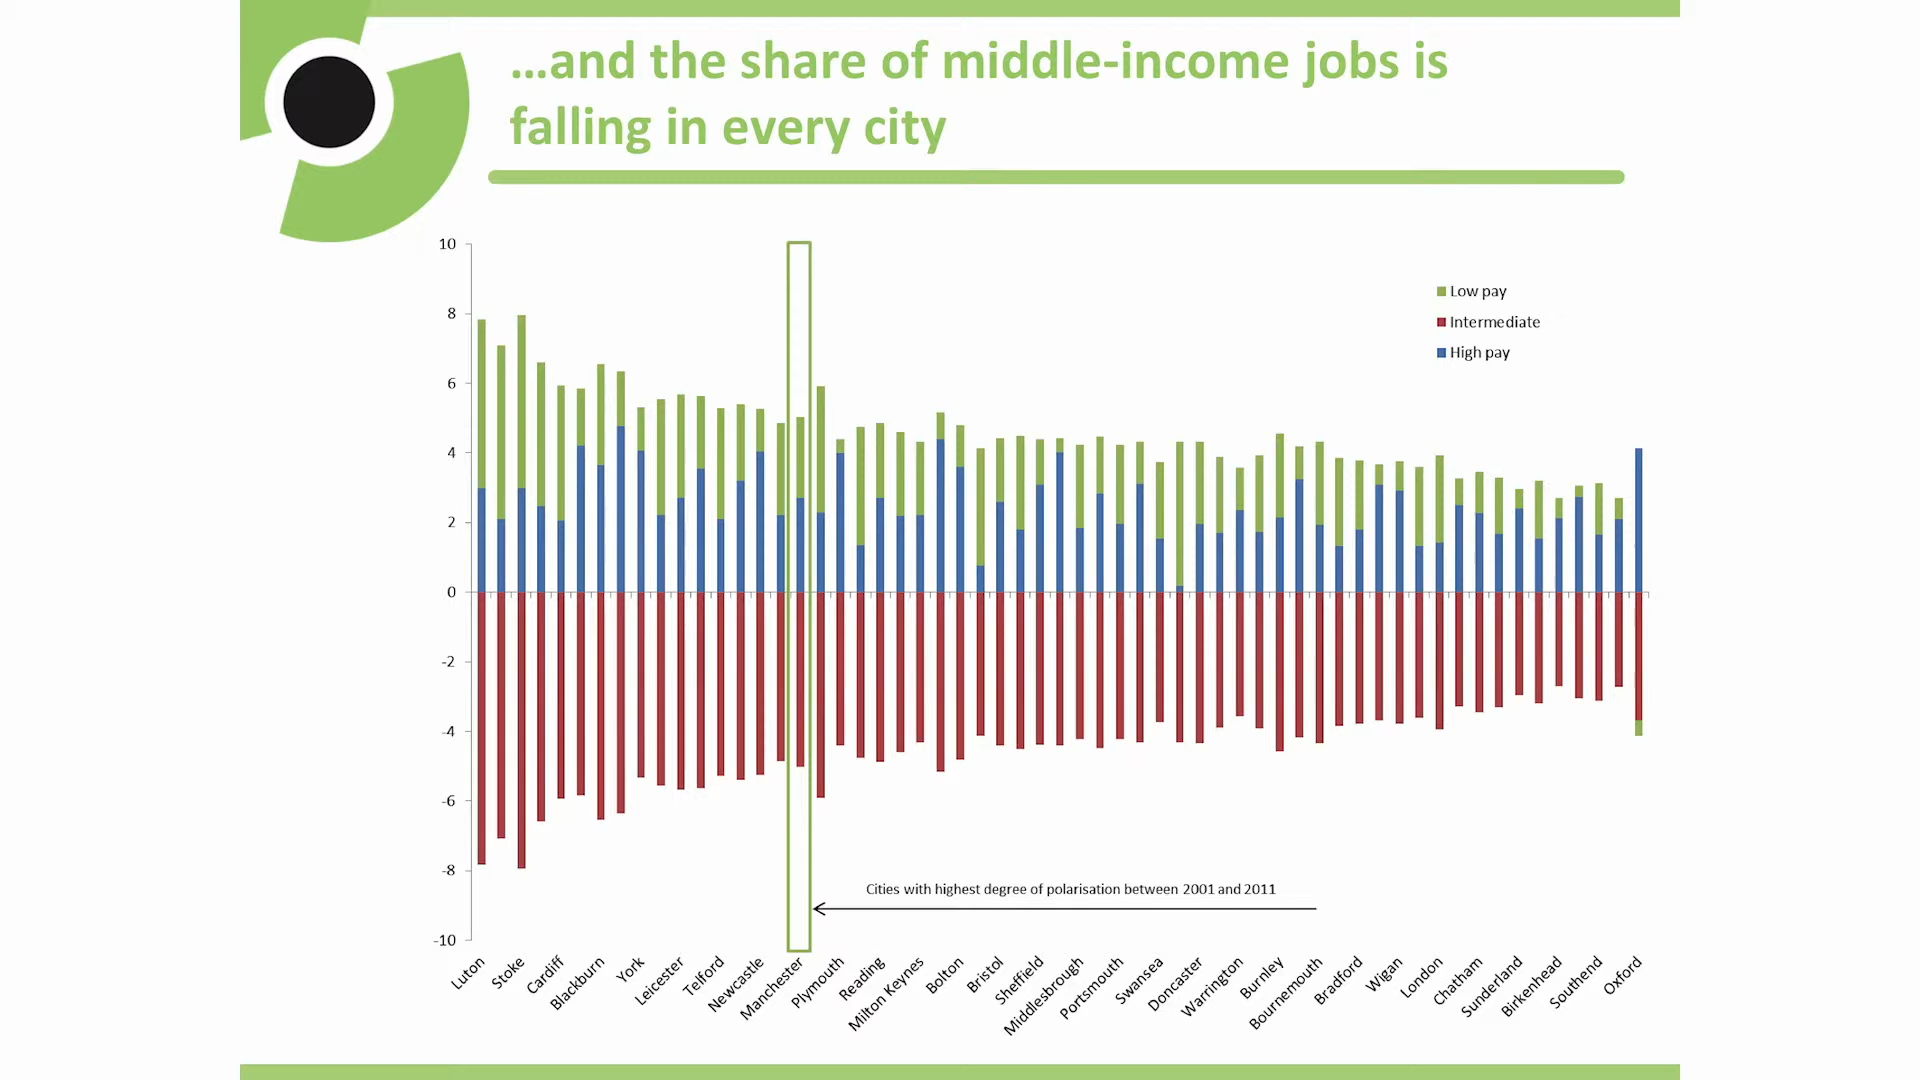 ...and the share of middle-income jobs is
falling in every city
10
8
6
4
2
0
-2
-4
-6
-8
-10
Low pay
Intermediate
High pay
Cities with highest degree of polarisation between 2001 and 2011
Luton
Stoke
Cardiff
Blackburn
York
Leicester
Telford
Newcastle
Manchester
Plymouth
Reading
Milton Keynes
Bolton
Bristol
Sheffield
Middlesbrough
Portsmouth
Swansea
Doncaster
Warrington
Burnley
Bournemouth
Bradford
Wigan
London
Chatham
Sunderland
Birkenhead
Southend
Oxford